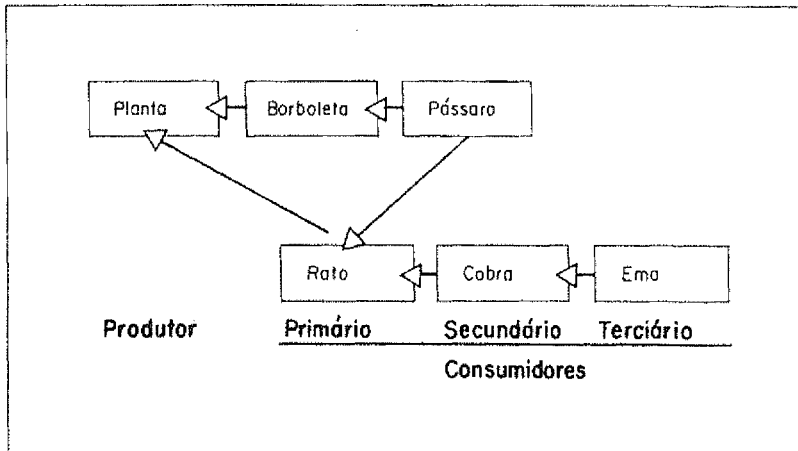 Planta Borboleta Pássaro
Rato Cobra Ema
Produtor Primário Secundário Terciário
Consumidores